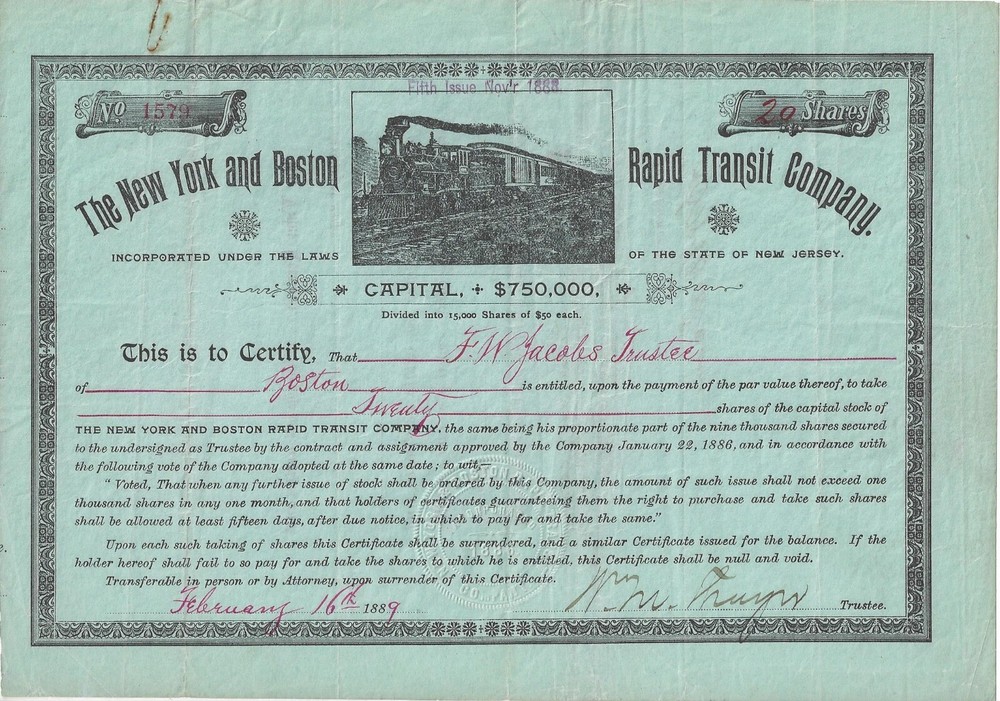 Fifth Issue Nov'r 1888.
No 1579
20 Shares
The New York and Boston Rapid Transit Company.
INCORPORATED UNDER THE LAWS OF THE STATE OF NEW JERSEY.
CAPITAL, $750,000,
Divided into 15,000 Shares of $50 each.
This is to Certify, That F. W Jacobs Trustee
of Boston is entitled, upon the payment of the par value thereof, to take
Twenty shares of the capital stock of
THE NEW YORK AND BOSTON RAPID TRANSIT COMPANY, the same being his proportionate part of the nine thousand shares secured
to the undersigned as Trustee by the contract and assignment approved by the Company January 22, 1886, and in accordance with
the following vote of the Company adopted at the same date; to wit,—
"Voted, That when any further issue of stock shall be ordered by this Company, the amount of such issue shall not exceed one
thousand shares in any one month, and that holders of certificates guaranteeing them the right to purchase and take such shares
shall be allowed at least fifteen days, after due notice, in which to pay for and take the same."
Upon each such taking of shares this Certificate shall be surrendered, and a similar Certificate issued for the balance. If the
holder hereof shall fail to so pay for and take the shares to which he is entitled, this Certificate shall be null and void.
Transferable in person or by Attorney, upon surrender of this Certificate.
February 16th 1889 Wm. M. Trustee.